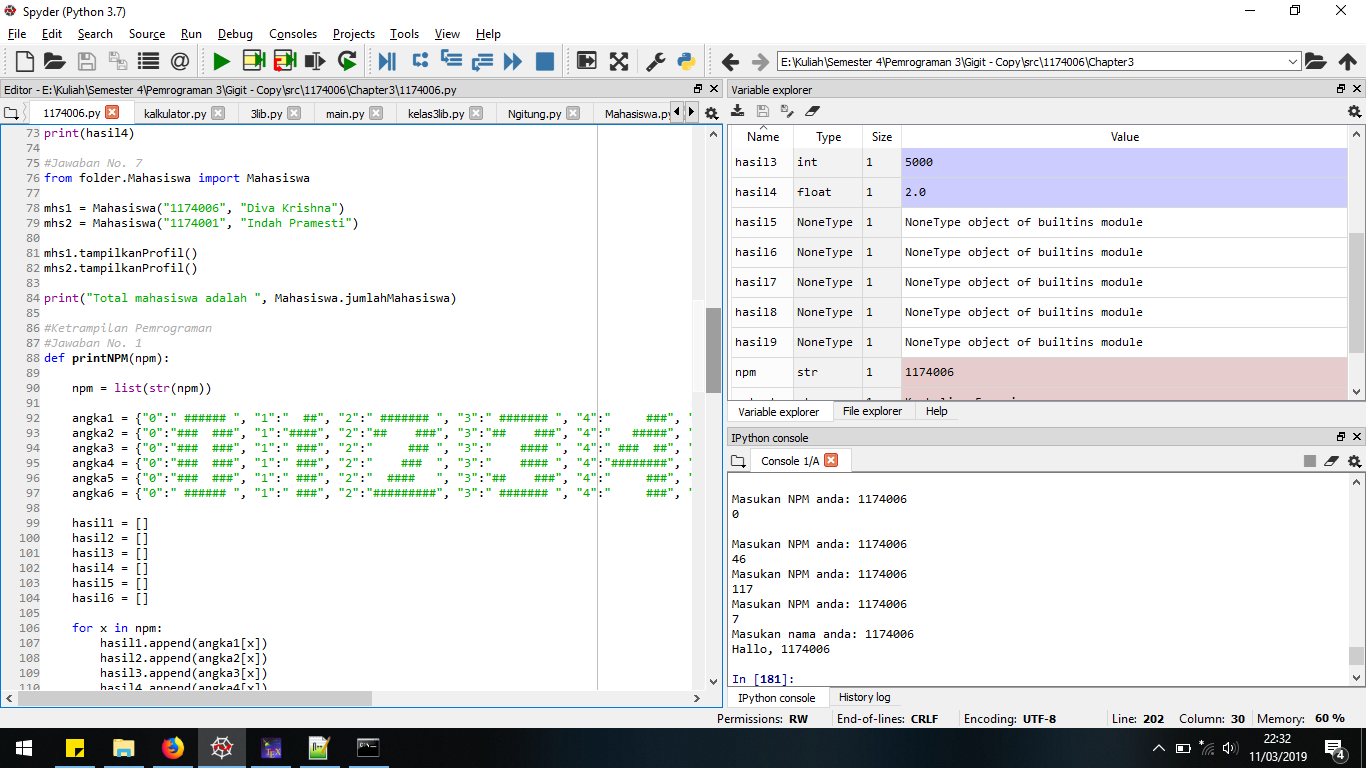 Spyder (Python 3.7)
File Edit Search Source Run Debug Consoles Projects Tools View Help
E:\Kuliah\Semester 4\Pemrograman 3\Gigit - Copy\src\1174006\Chapter3
Editor - E:\Kuliah\Semester 4\Pemrograman 3\Gigit - Copy\src\1174006\Chapter3\1174006.py
1174006.py kalkulator.py 3lib.py main.py kelas3lib.py Ngitung.py Mahasiswa.py
73 print(hasil4)
74
75 #Jawaban No. 7
76 from folder.Mahasiswa import Mahasiswa
77
78 mhs1 = Mahasiswa("1174006", "Diva Krishna")
79 mhs2 = Mahasiswa("1174001", "Indah Pramesti")
80
81 mhs1.tampilkanProfil()
82 mhs2.tampilkanProfil()
83
84 print("Total mahasiswa adalah ", Mahasiswa.jumlahMahasiswa)
85
86 #Ketrampilan Pemrograman
87 #Jawaban No. 1
88 def printNPM(npm):
89
90     npm = list(str(npm))
91
92     angka1 = {"0":" ###### ", "1":"  ##", "2":" ####### ", "3":" ####### ", "4":"     ###", "
93     angka2 = {"0":"###  ###", "1":"####", "2":"##    ###", "3":"##    ###", "4":"   #####", "
94     angka3 = {"0":"###  ###", "1":" ###", "2":"     ### ", "3":"    #### ", "4":" ###  ##", "
95     angka4 = {"0":"###  ###", "1":" ###", "2":"    ###  ", "3":"    #### ", "4":"########", "
96     angka5 = {"0":"###  ###", "1":" ###", "2":"  ####   ", "3":"##   ### ", "4":"     ###", "
97     angka6 = {"0":" ###### ", "1":" ###", "2":"#########", "3":" ####### ", "4":"     ###", "
98
99     hasil1 = []
100     hasil2 = []
101     hasil3 = []
102     hasil4 = []
103     hasil5 = []
104     hasil6 = []
105
106     for x in npm:
107         hasil1.append(angka1[x])
108         hasil2.append(angka2[x])
109         hasil3.append(angka3[x])
110         hasil4.append(angka4[x])
Variable explorer
Name Type Size Value
hasil3 int 1 5000
hasil4 float 1 2.0
hasil5 NoneType 1 NoneType object of builtins module
hasil6 NoneType 1 NoneType object of builtins module
hasil7 NoneType 1 NoneType object of builtins module
hasil8 NoneType 1 NoneType object of builtins module
hasil9 NoneType 1 NoneType object of builtins module
npm str 1 1174006
Variable explorer File explorer Help
IPython console
Console 1/A
Masukan NPM anda: 1174006
0
Masukan NPM anda: 1174006
46
Masukan NPM anda: 1174006
117
Masukan NPM anda: 1174006
7
Masukan nama anda: 1174006
Hallo, 1174006
In [181]:
IPython console History log
Permissions: RW End-of-lines: CRLF Encoding: UTF-8 Line: 202 Column: 30 Memory: 60 %
22:32
11/03/2019
4